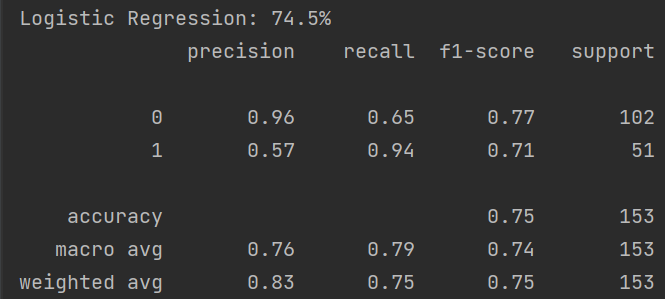 Logistic Regression: 74.5%
precision recall f1-score support
0 0.96 0.65 0.77 102
1 0.57 0.94 0.71 51
accuracy 0.75 153
macro avg 0.76 0.79 0.74 153
weighted avg 0.83 0.75 0.75 153